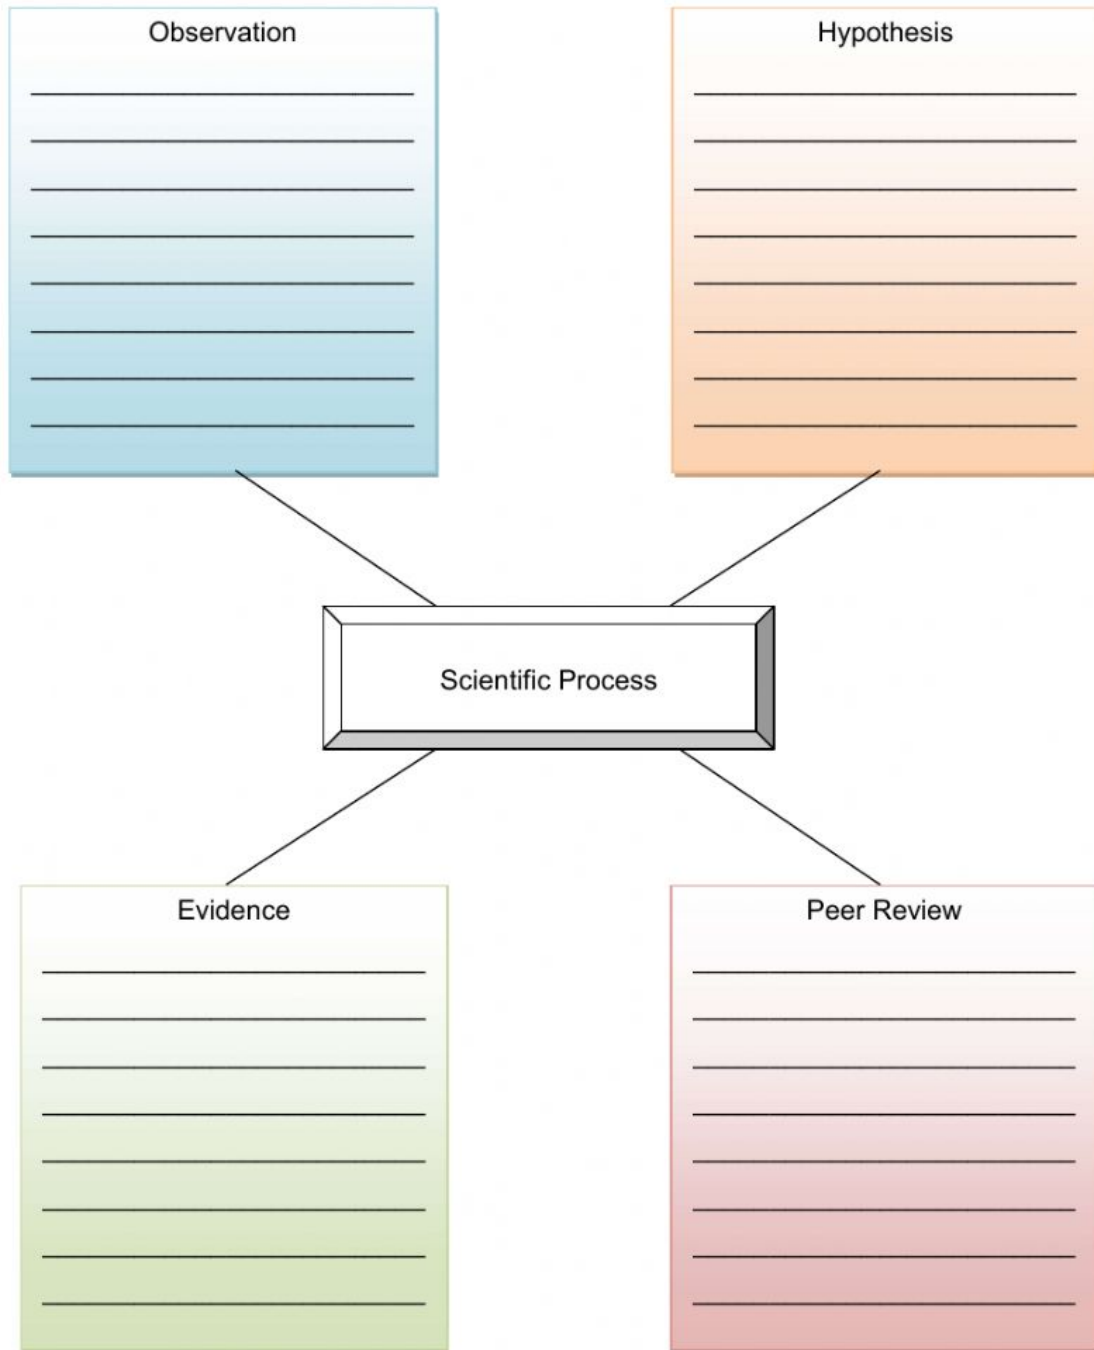 Observation
Hypothesis
Scientific Process
Evidence
Peer Review